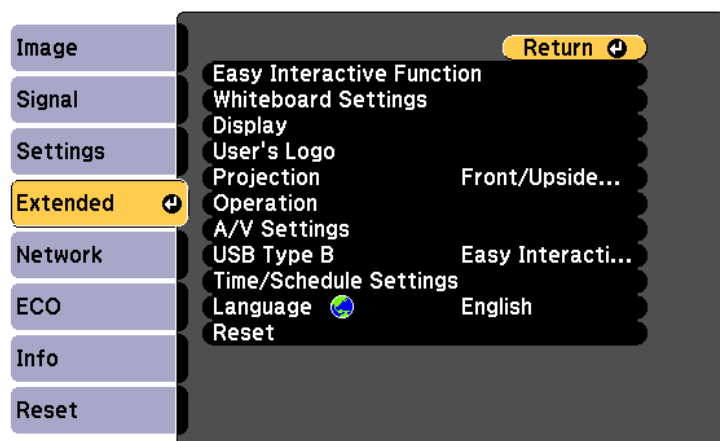 Image
Signal
Settings
Extended
Network
ECO
Info
Reset
Return
Easy Interactive Function
Whiteboard Settings
Display
User's Logo
Projection Front/Upside...
Operation
A/V Settings
USB Type B Easy Interacti...
Time/Schedule Settings
Language English
Reset